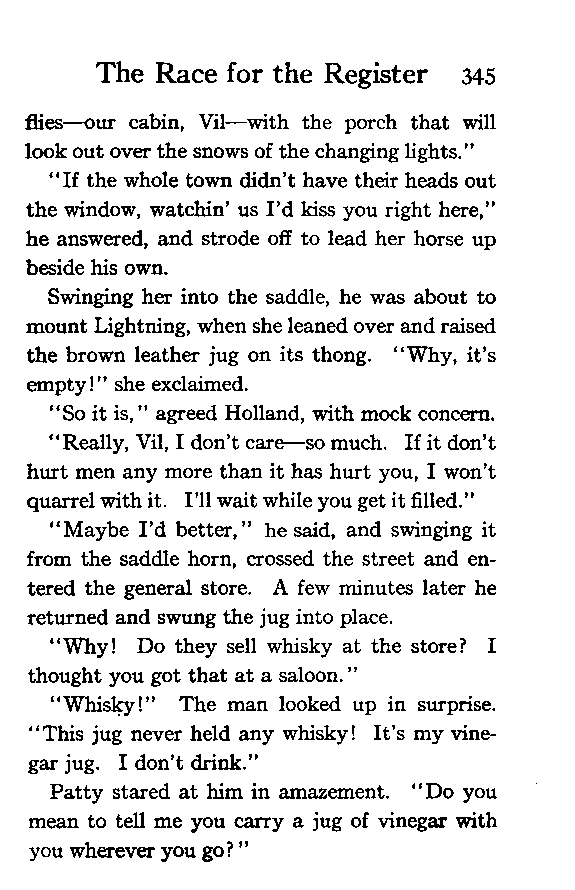 The Race for the Register 345
flies—our cabin, Vil—with the porch that will
look out over the snows of the changing lights."
"If the whole town didn't have their heads out
the window, watchin' us I'd kiss you right here,"
he answered, and strode off to lead her horse up
beside his own.
Swinging her into the saddle, he was about to
mount Lightning, when she leaned over and raised
the brown leather jug on its thong. "Why, it's
empty!" she exclaimed.
"So it is," agreed Holland, with mock concern.
"Really, Vil, I don't care—so much. If it don't
hurt men any more than it has hurt you, I won't
quarrel with it. I'll wait while you get it filled."
"Maybe I'd better," he said, and swinging it
from the saddle horn, crossed the street and en-
tered the general store. A few minutes later he
returned and swung the jug into place.
"Why! Do they sell whisky at the store? I
thought you got that at a saloon."
"Whisky!" The man looked up in surprise.
"This jug never held any whisky! It's my vine-
gar jug. I don't drink."
Patty stared at him in amazement. "Do you
mean to tell me you carry a jug of vinegar with
you wherever you go?"